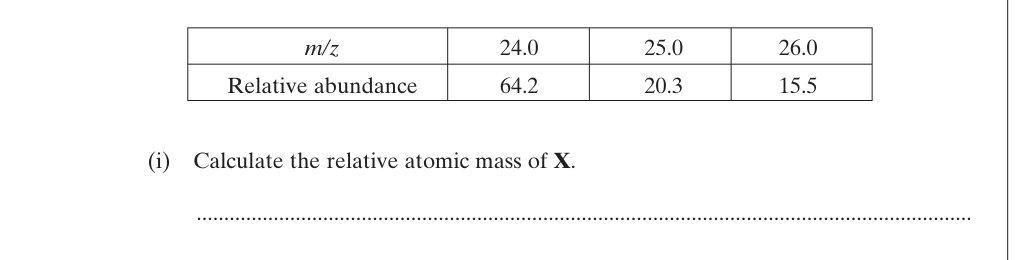 m/z 24.0 25.0 26.0
Relative abundance 64.2 20.3 15.5
(i) Calculate the relative atomic mass of X.